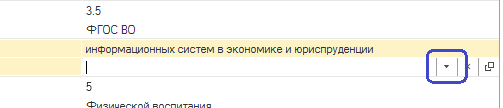 3.5
ФГОС ВО
информационных систем в экономике и юриспруденции
5
Физической воспитания